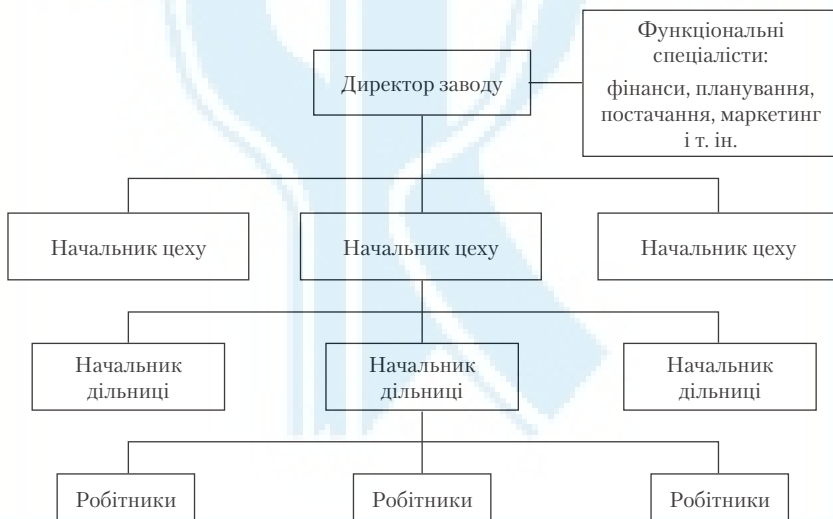 Функціональні
спеціалісти:
фінанси, планування,
постачання, маркетинг
і т. ін.
Директор заводу
Начальник цеху
Начальник цеху
Начальник цеху
Начальник
дільниці
Начальник
дільниці
Начальник
дільниці
Робітники
Робітники
Робітники